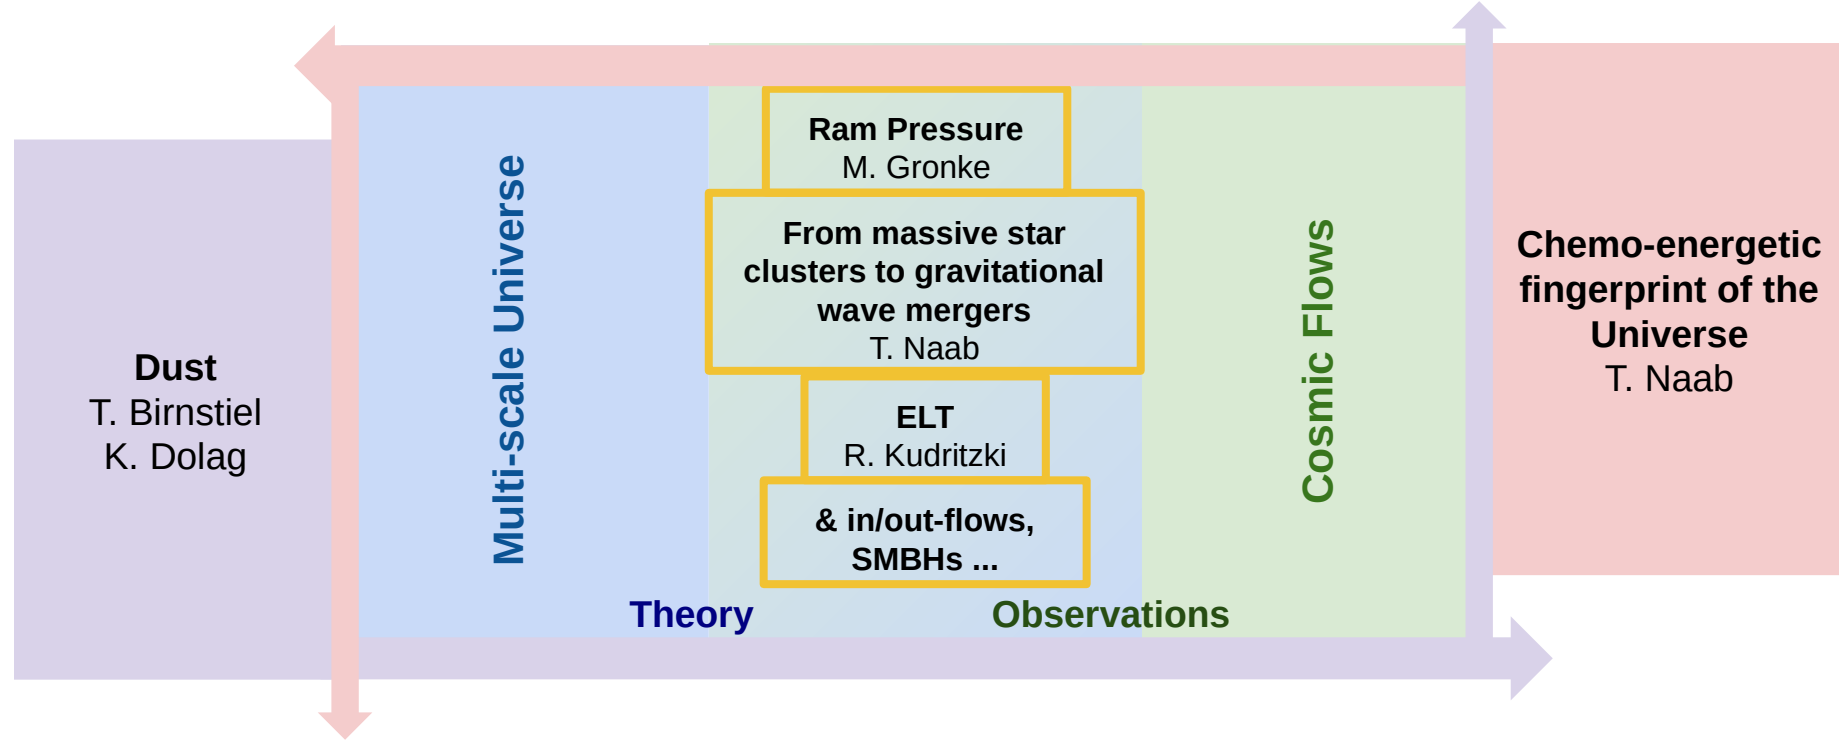 Dust
T. Birnstiel
K. Dolag
Multi-scale Universe
Ram Pressure
M. Gronke
From massive star
clusters to gravitational
wave mergers
T. Naab
ELT
R. Kudritzki
& in/out-flows,
SMBHs ...
Theory
Observations
Cosmic Flows
Chemo-energetic
fingerprint of the
Universe
T. Naab